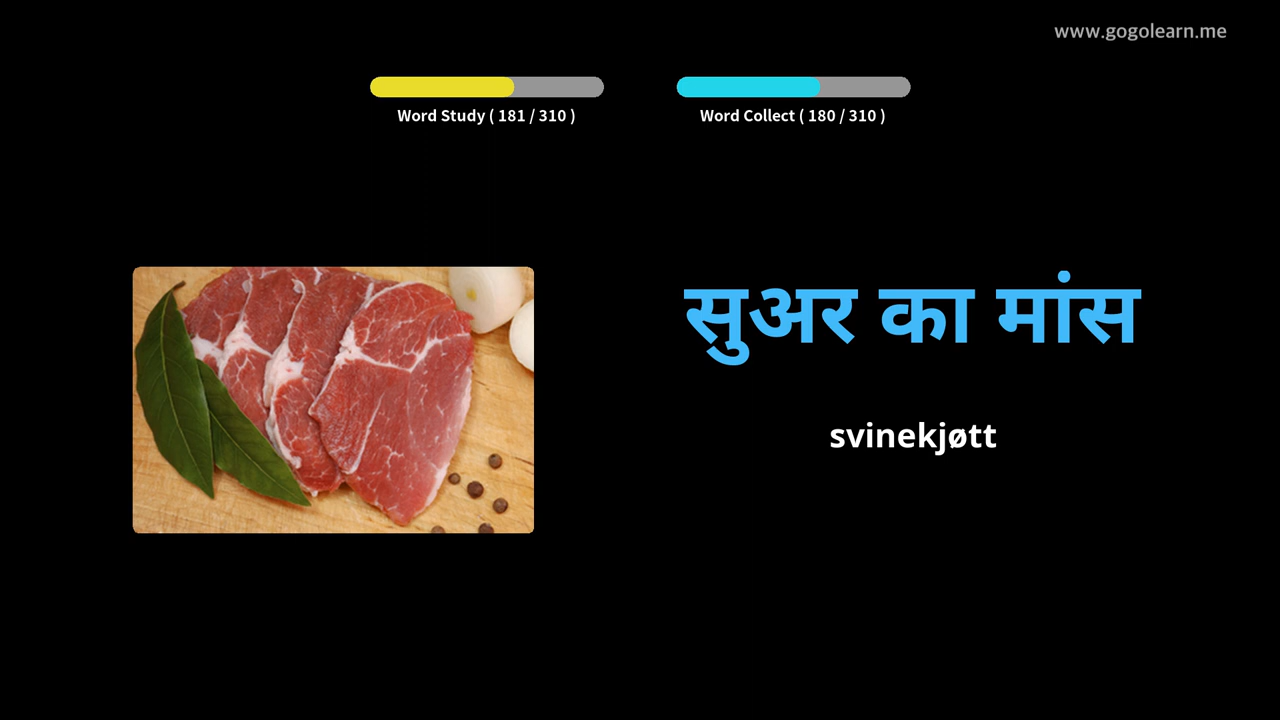 www.gogolearn.me
Word Study ( 181 / 310 )
Word Collect ( 180 / 310 )
सुअर का मांस
svinekjøtt